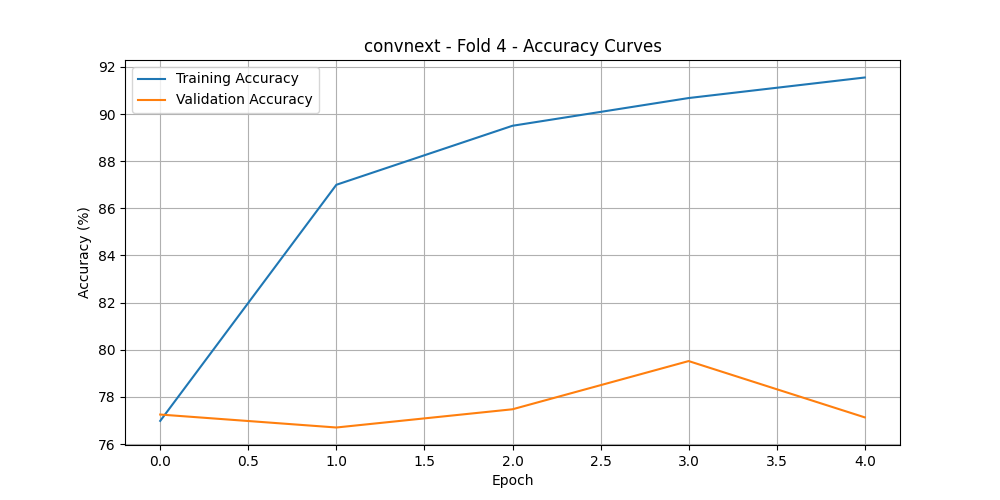 convnext - Fold 4 - Accuracy Curves
Training Accuracy
Validation Accuracy
Accuracy (%)
92
90
88
86
84
82
80
78
76
0.0 0.5 1.0 1.5 2.0 2.5 3.0 3.5 4.0
Epoch